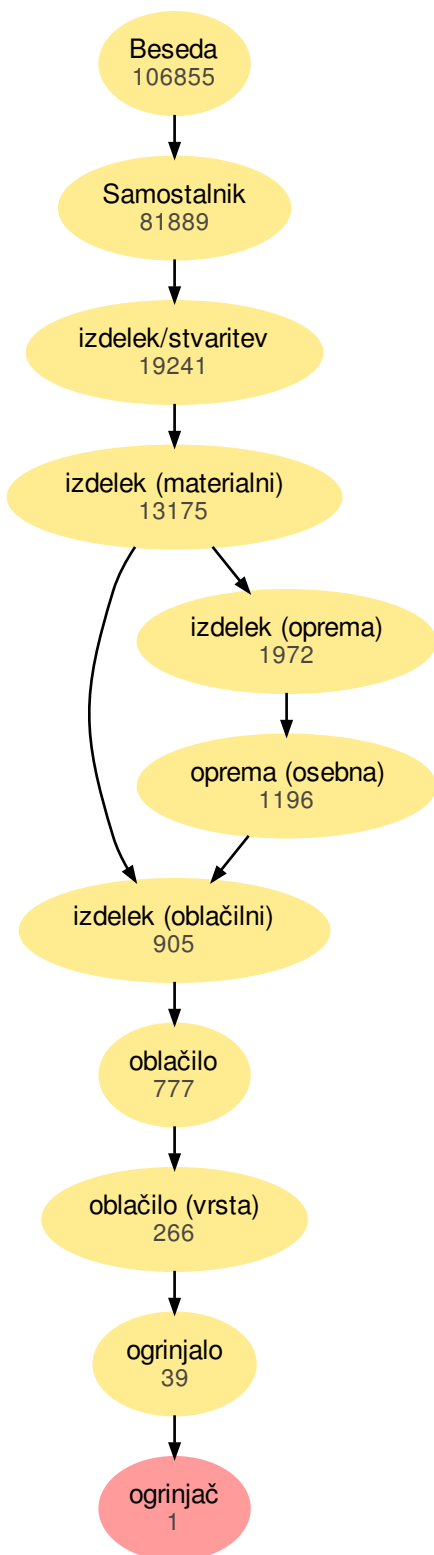 Beseda
106855
Samostalnik
81889
izdelek/stvaritev
19241
izdelek (materialni)
13175
izdelek (oprema)
1972
oprema (osebna)
1196
izdelek (oblačilni)
905
oblačilo
777
oblačilo (vrsta)
266
ogrinjalo
39
ogrinjač
1